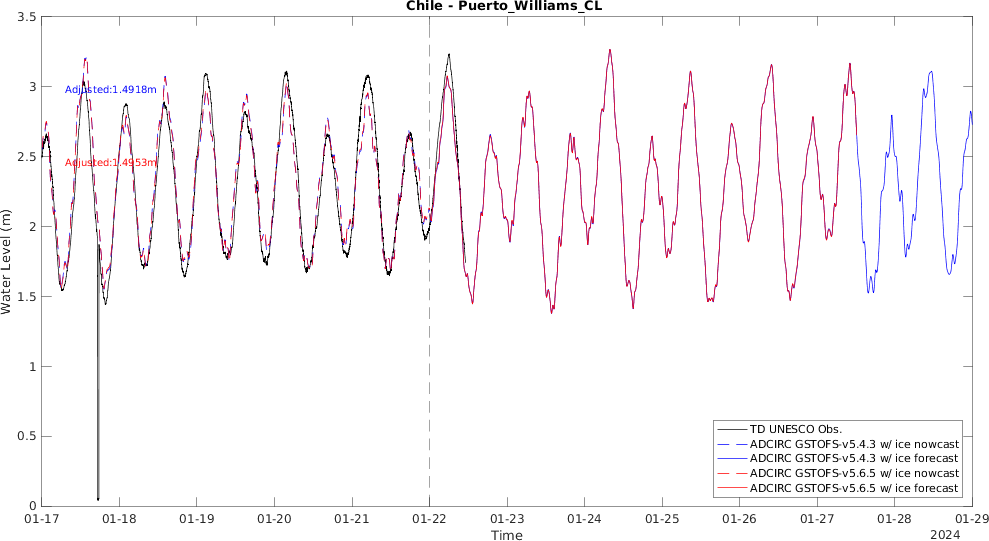 Chile - Puerto_Williams_CL
3.5
3
2.5
2
1.5
1
0.5
0
Water Level (m)
Adjusted:1.4918m
Adjusted:1.4953m
TD UNESCO Obs.
ADCIRC GSTOFS-v5.4.3 w/ ice nowcast
ADCIRC GSTOFS-v5.4.3 w/ ice forecast
ADCIRC GSTOFS-v5.6.5 w/ ice nowcast
ADCIRC GSTOFS-v5.6.5 w/ ice forecast
01-17 01-18 01-19 01-20 01-21 01-22 01-23 01-24 01-25 01-26 01-27 01-28 01-29
Time
2024